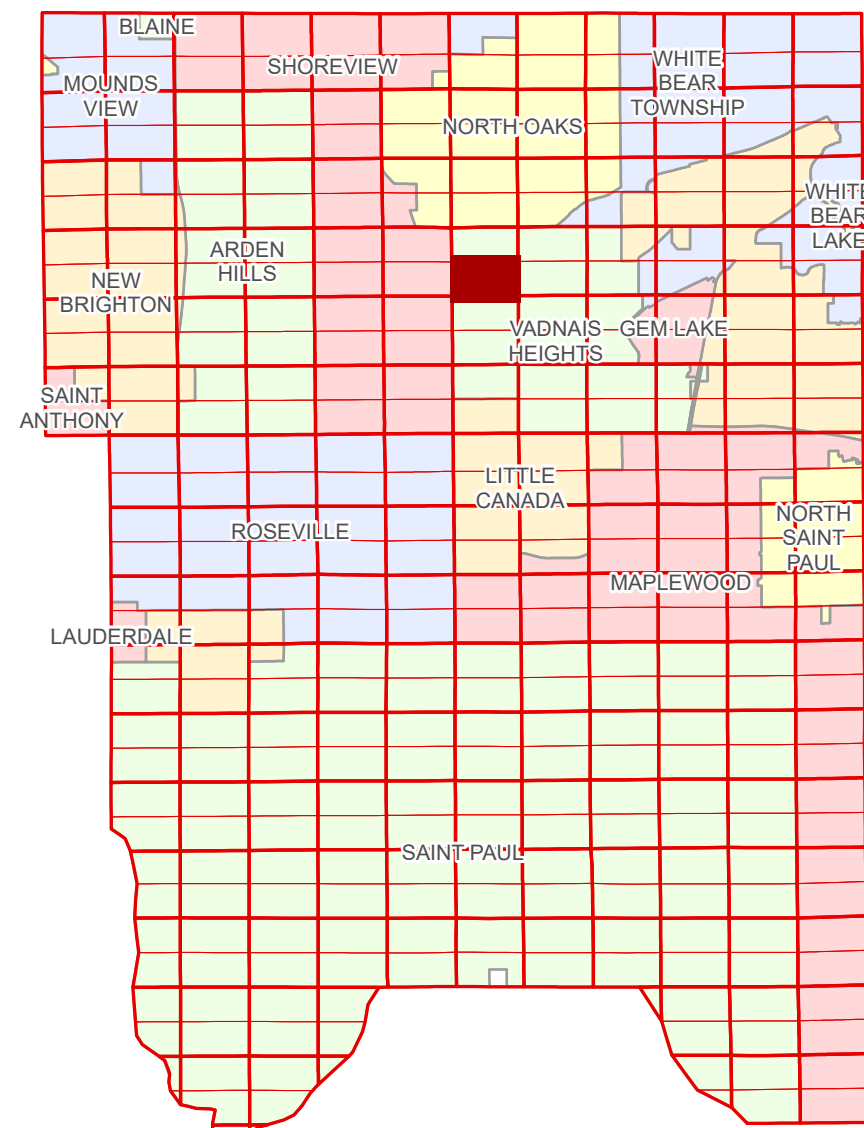 BLAINE
SHOREVIEW
MOUNDS
VIEW
WHITE
BEAR
TOWNSHIP
NORTH OAKS
WHITE
BEAR
LAKE
ARDEN
HILLS
NEW
BRIGHTON
VADNAIS
HEIGHTS
GEM LAKE
SAINT
ANTHONY
LITTLE
CANADA
ROSEVILLE
NORTH
SAINT
PAUL
MAPLEWOOD
LAUDERDALE
SAINT PAUL